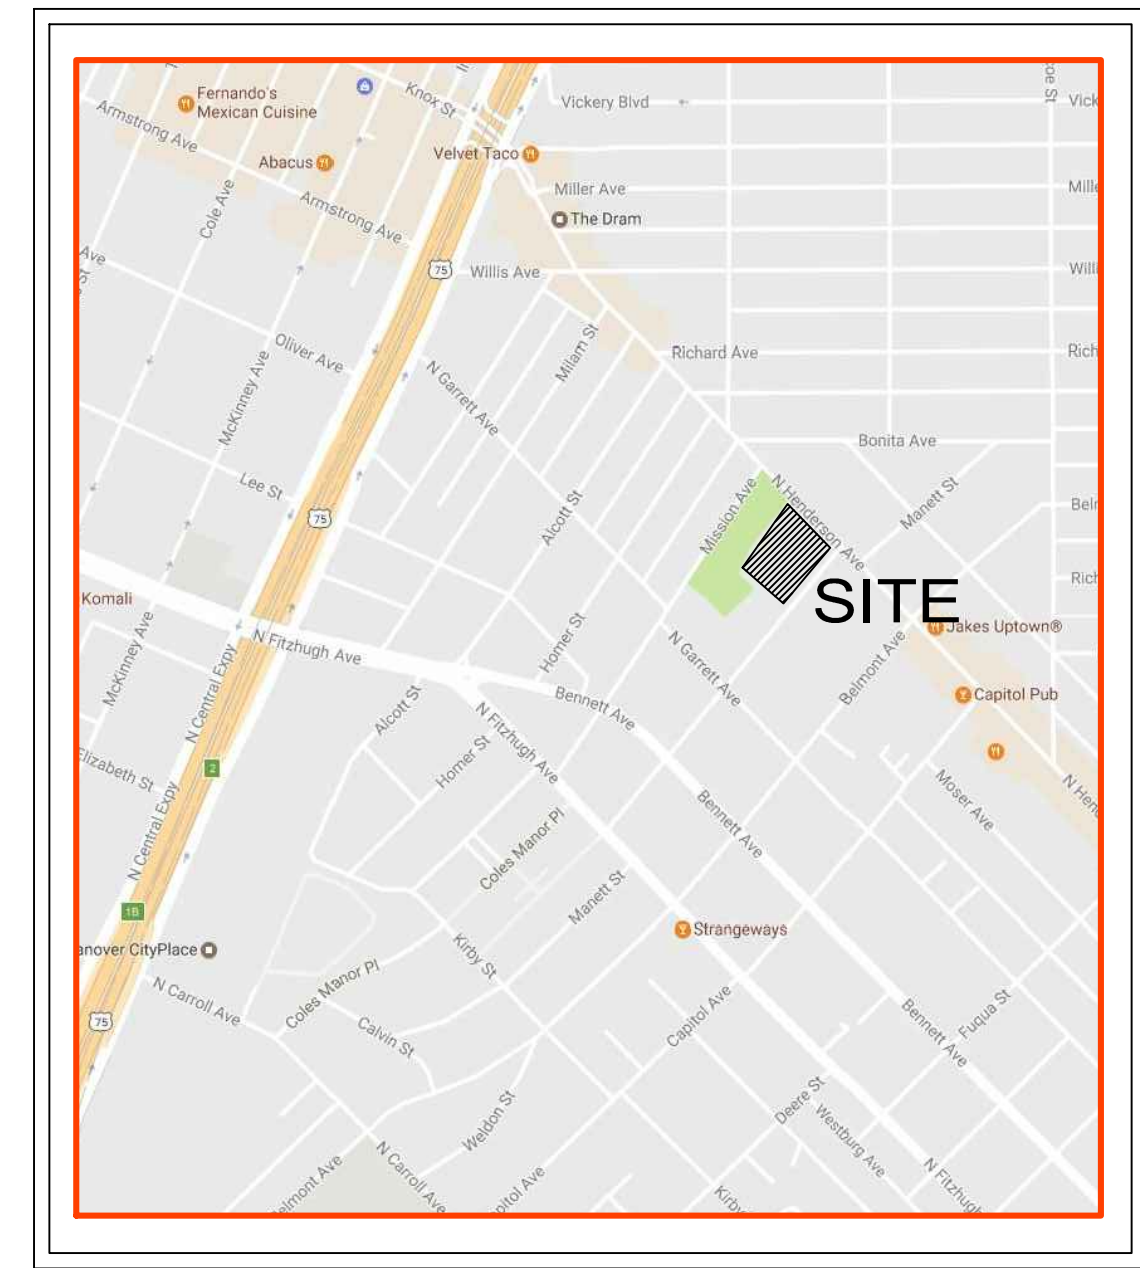 Fernando's
Mexican Cuisine
Knox St
Vickery Blvd
coe St
Vick
Armstrong Ave
Abacus
Velvet Taco
Cole Ave
Armstrong Ave
Miller Ave
Mille
The Dram
Ave
St
75
Willis Ave
Willi
Oliver Ave
Milam St
Richard Ave
Rich
McKinney Ave
N Garrett Ave
Bonita Ave
Lee St
75
Alcott St
Mission Ave
N Henderson Ave
Manett St
Bel
Rich
SITE
Komali
McKinney Ave
N Fitzhugh Ave
N Central Expy
Homer St
N Garrett Ave
Belmont Ave
Jakes Uptown®
Capitol Pub
Alcott St
Bennett Ave
N Fitzhugh Ave
Homer St
Elizabeth St
2
N Central Expy
Coles Manor Pl
Bennett Ave
Moser Ave
N Hend
Manett St
1B
Strangeways
anover CityPlace
Kirby St
N Carroll Ave
Coles Manor Pl
75
Calvin St
Capitol Ave
Bennett Ave
Fuqua St
Weldon St
Deere St
Westburg Ave
N Carroll Ave
elmont Ave
pitol Ave
Kirby
N Fitzhugh